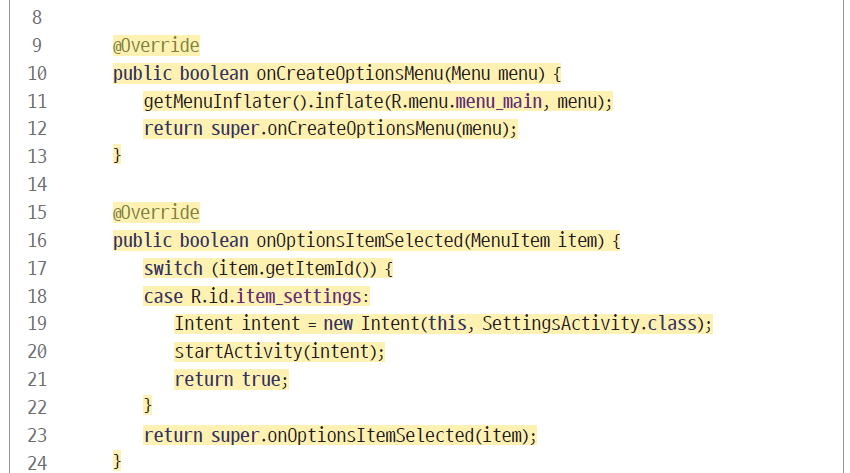 8
9 @Override
10 public boolean onCreateOptionsMenu(Menu menu) {
11 getMenuInflater().inflate(R.menu.menu_main, menu);
12 return super.onCreateOptionsMenu(menu);
13 }
14
15 @Override
16 public boolean onOptionsItemSelected(MenuItem item) {
17 switch (item.getItemId()) {
18 case R.id.item_settings:
19 Intent intent = new Intent(this, SettingsActivity.class);
20 startActivity(intent);
21 return true;
22 }
23 return super.onOptionsItemSelected(item);
24 }